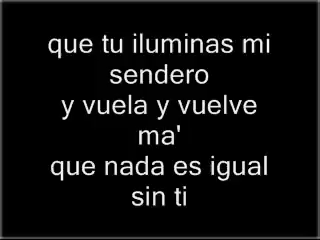 que tu iluminas mi
sendero
y vuela y vuelve
ma'
que nada es igual
sin ti